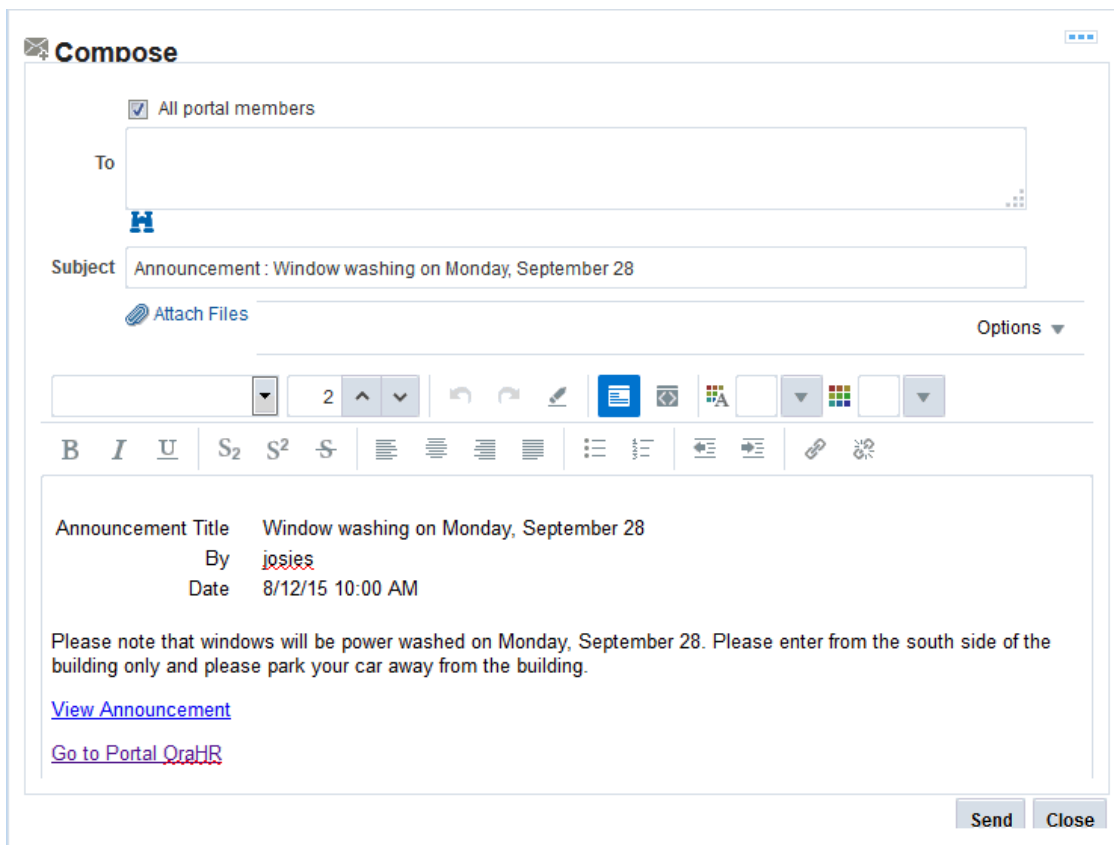 Compose
All portal members
To
Subject Announcement : Window washing on Monday, September 28
Attach Files
Options
2
B I U S2 S2 S
Announcement Title Window washing on Monday, September 28
By josies
Date 8/12/15 10:00 AM
Please note that windows will be power washed on Monday, September 28. Please enter from the south side of the
building only and please park your car away from the building.
View Announcement
Go to Portal OraHR
Send Close